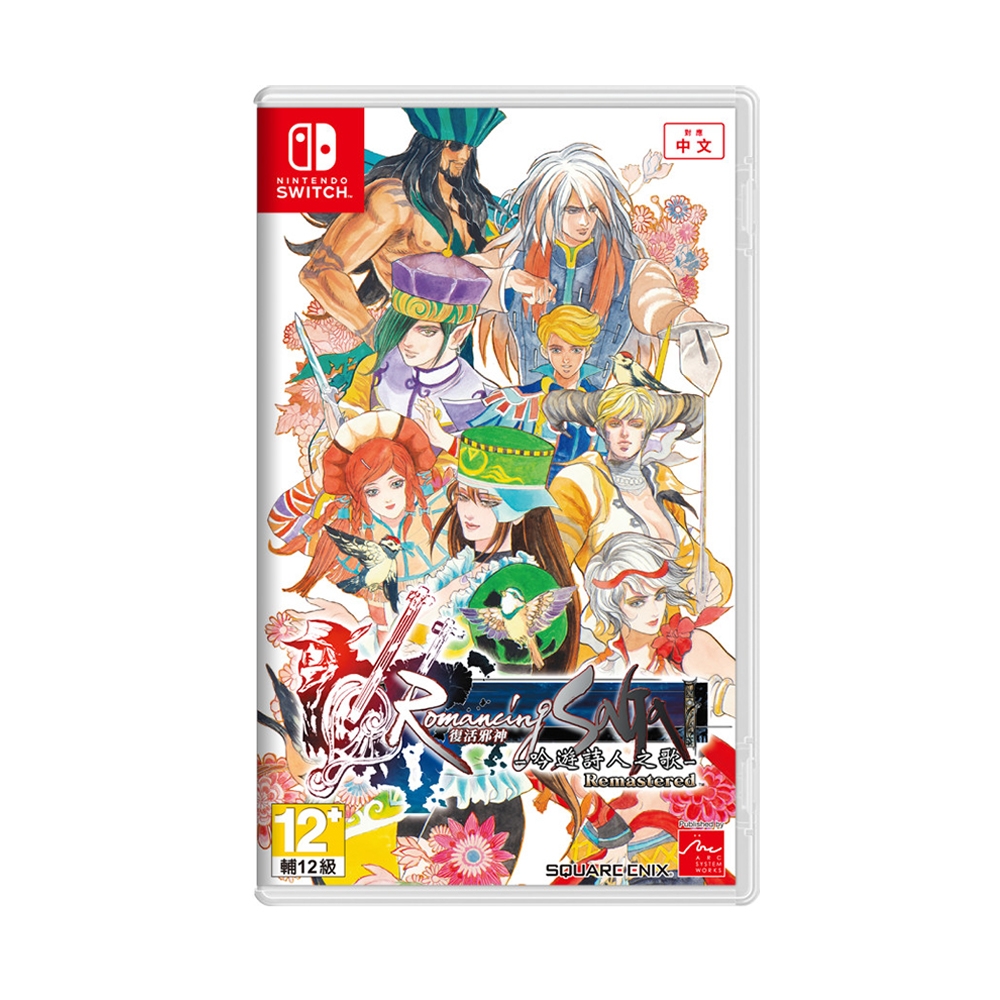 NINTENDO
SWITCH™
對應
中文
Romancing SaGa
復活邪神
-吟遊詩人之歌-
Remastered
12+
輔12級
SQUARE ENIX®
Published by
ARC
SYSTEM
WORKS